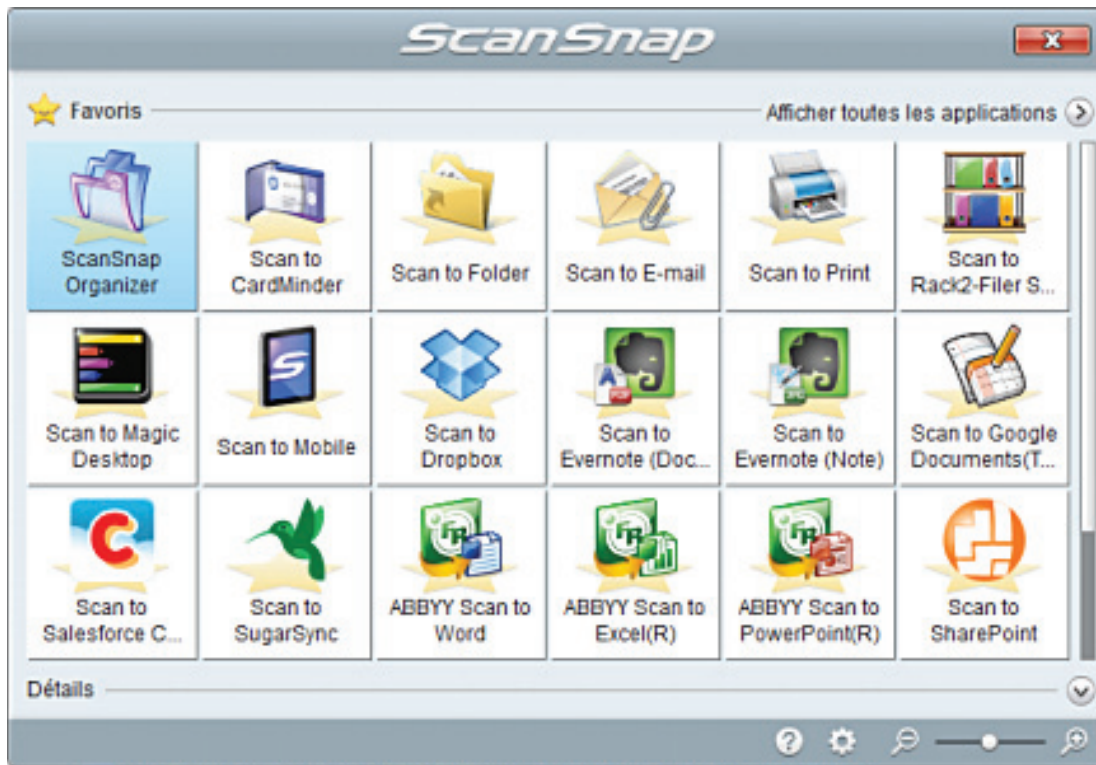 ScanSnap
Favoris
Afficher toutes les applications
ScanSnap
Organizer
Scan to
CardMinder
Scan to Folder
Scan to E-mail
Scan to Print
Scan to
Rack2-Filer S...
Scan to Magic
Desktop
Scan to Mobile
Scan to
Dropbox
Scan to
Evernote (Doc...
Scan to
Evernote (Note)
Scan to Google
Documents(T...
Scan to
Salesforce C...
Scan to
SugarSync
ABBYY Scan to
Word
ABBYY Scan to
Excel(R)
ABBYY Scan to
PowerPoint(R)
Scan to
SharePoint
Détails